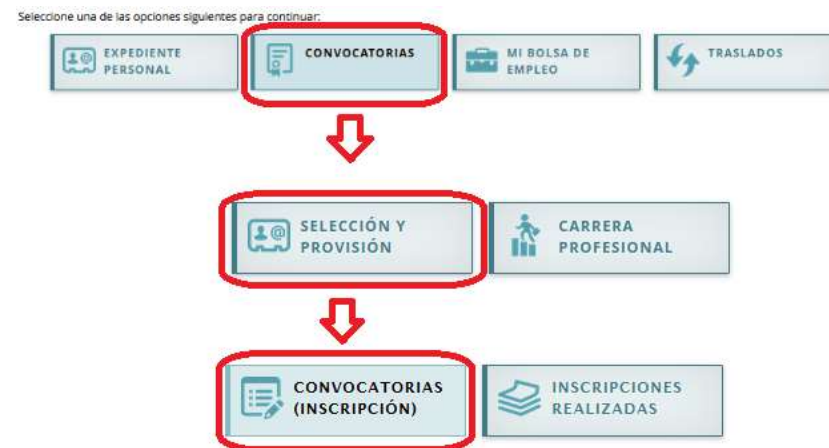 Seleccione una de las opciones siguientes para continuar:
EXPEDIENTE
PERSONAL
CONVOCATORIAS
MI BOLSA DE
EMPLEO
TRASLADOS
SELECCIÓN Y
PROVISIÓN
CARRERA
PROFESIONAL
CONVOCATORIAS
(INSCRIPCIÓN)
INSCRIPCIONES
REALIZADAS